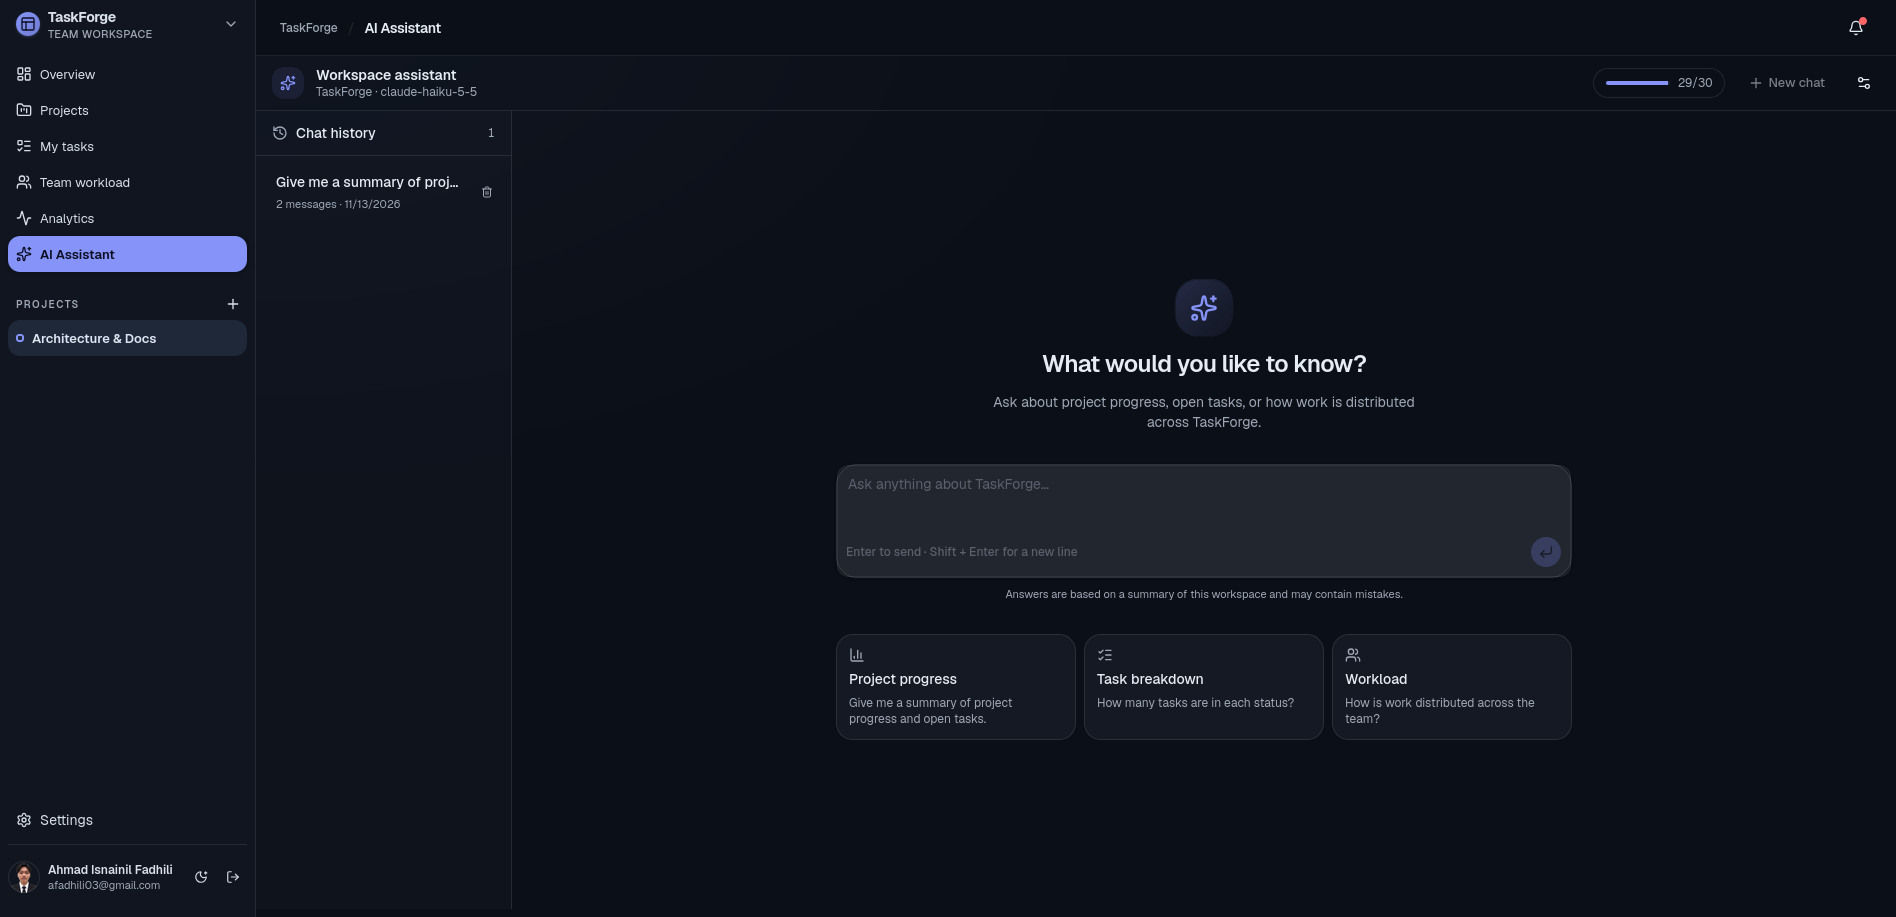 TaskForge
TEAM WORKSPACE
Overview
Projects
My tasks
Team workload
Analytics
AI Assistant
PROJECTS
Architecture & Docs
Settings
Ahmad Isnainil Fadhili
afadhili03@gmail.com
TaskForge / AI Assistant
Workspace assistant
TaskForge · claude-haiku-5-5
29/30
New chat
Chat history 1
Give me a summary of proj...
2 messages · 11/13/2026
What would you like to know?
Ask about project progress, open tasks, or how work is distributed
across TaskForge.
Ask anything about TaskForge...
Enter to send · Shift + Enter for a new line
Answers are based on a summary of this workspace and may contain mistakes.
Project progress
Give me a summary of project
progress and open tasks.
Task breakdown
How many tasks are in each status?
Workload
How is work distributed across the
team?